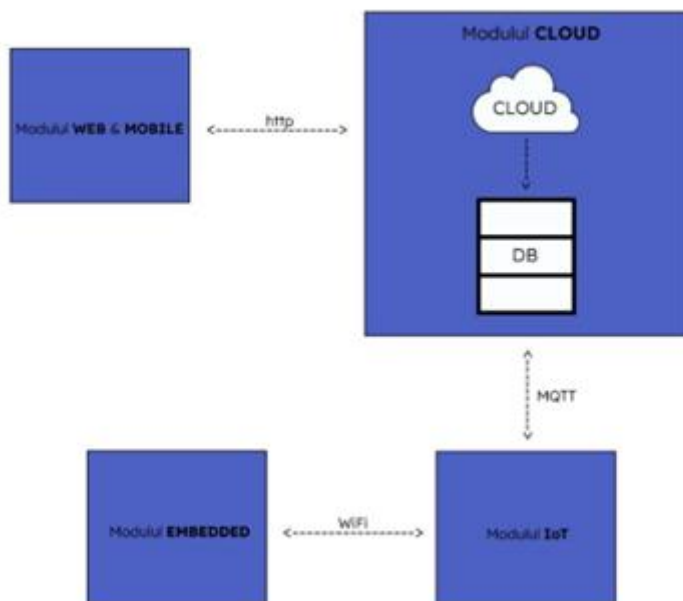 Modulul CLOUD
CLOUD
Modulul WEB & MOBILE
http
DB
MQTT
Modulul EMBEDDED
WiFi
Modulul IoT